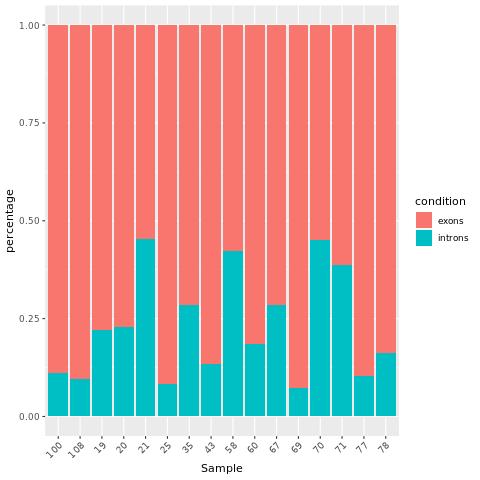 1.00
0.75
0.50
0.25
0.00
percentage
100 108 19 20 21 25 35 43 58 60 67 69 70 71 77 78
Sample
condition
exons
introns